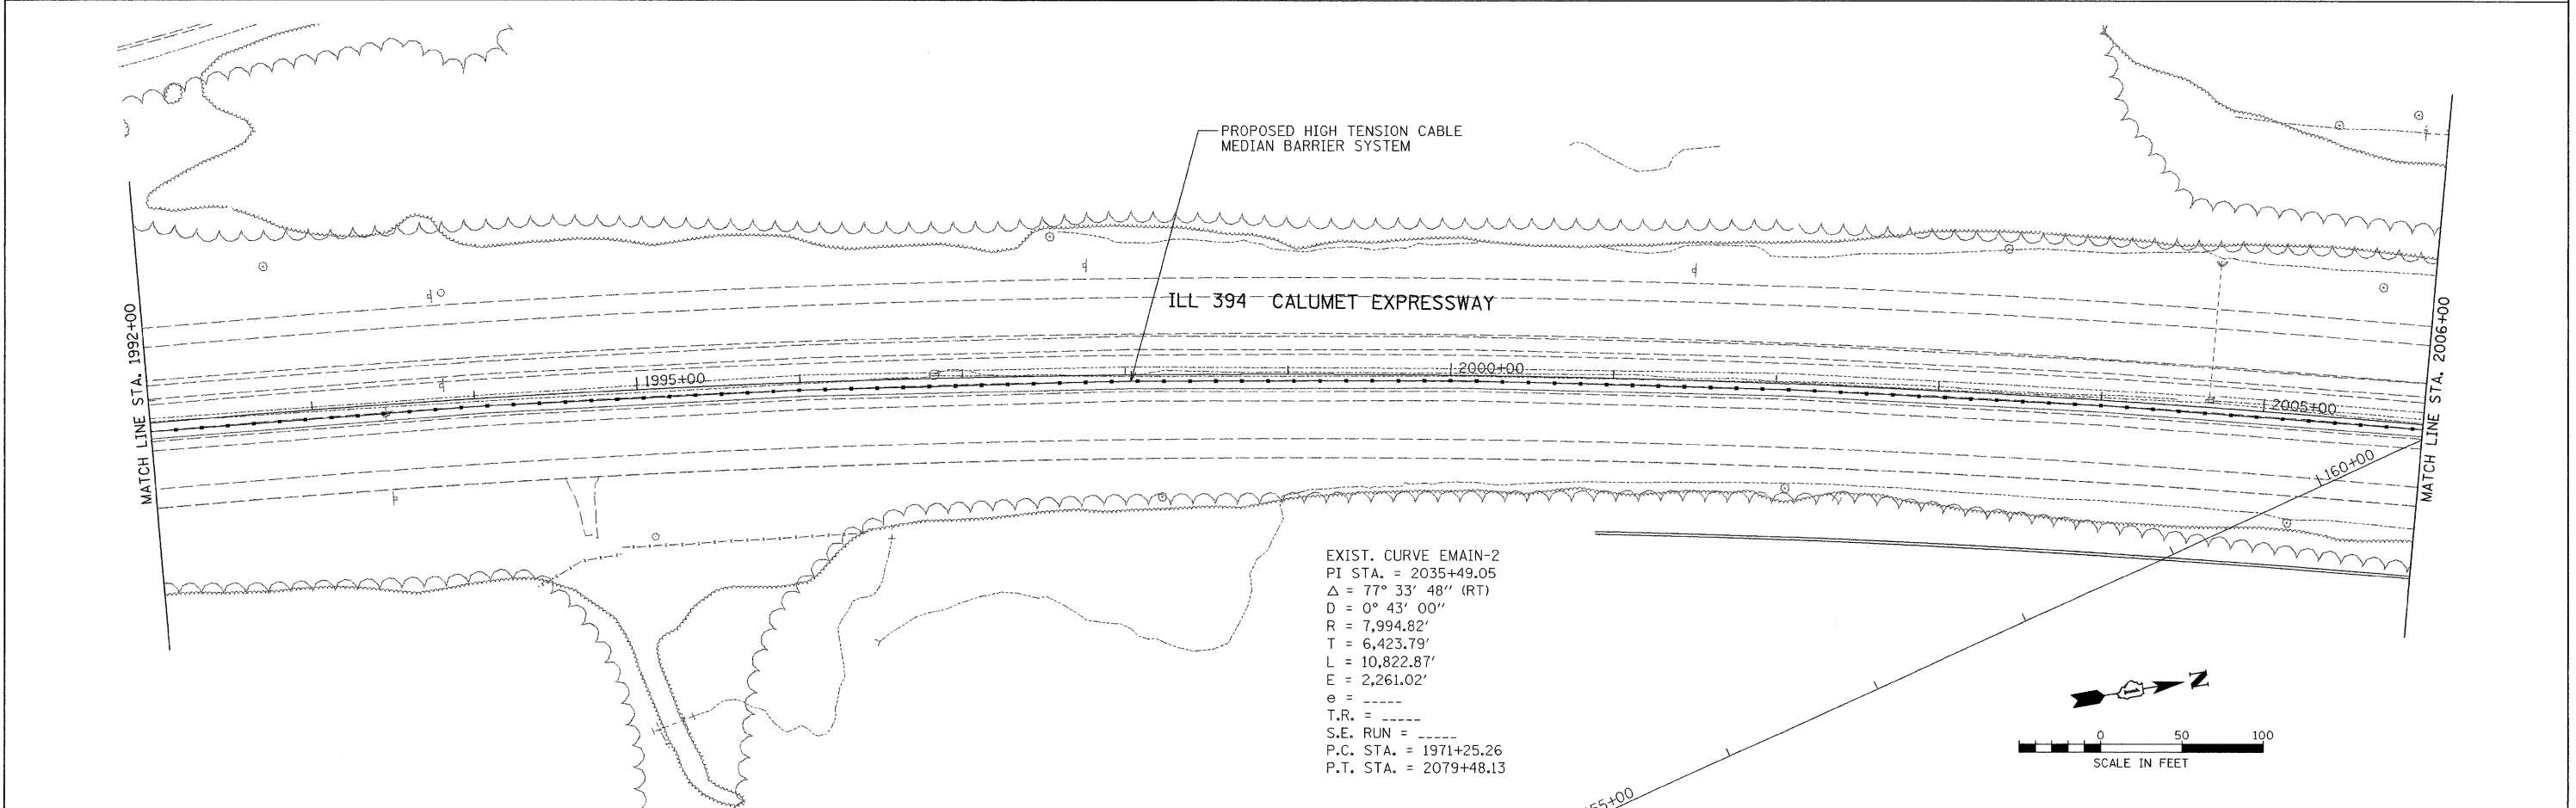 PROPOSED HIGH TENSION CABLE
MEDIAN BARRIER SYSTEM
ILL 394 CALUMET EXPRESSWAY
MATCH LINE STA. 1992+00
1995+00
2000+00
2005+00
MATCH LINE STA. 2006+00
160+00
EXIST. CURVE EMAIN-2
PI STA. = 2035+49.05
Δ = 77° 33' 48" (RT)
D = 0° 43' 00"
R = 7,994.82'
T = 6,423.79'
L = 10,822.87'
E = 2,261.02'
e = _____
T.R. = _____
S.E. RUN = _____
P.C. STA. = 1971+25.26
P.T. STA. = 2079+48.13
N
0 50 100
SCALE IN FEET